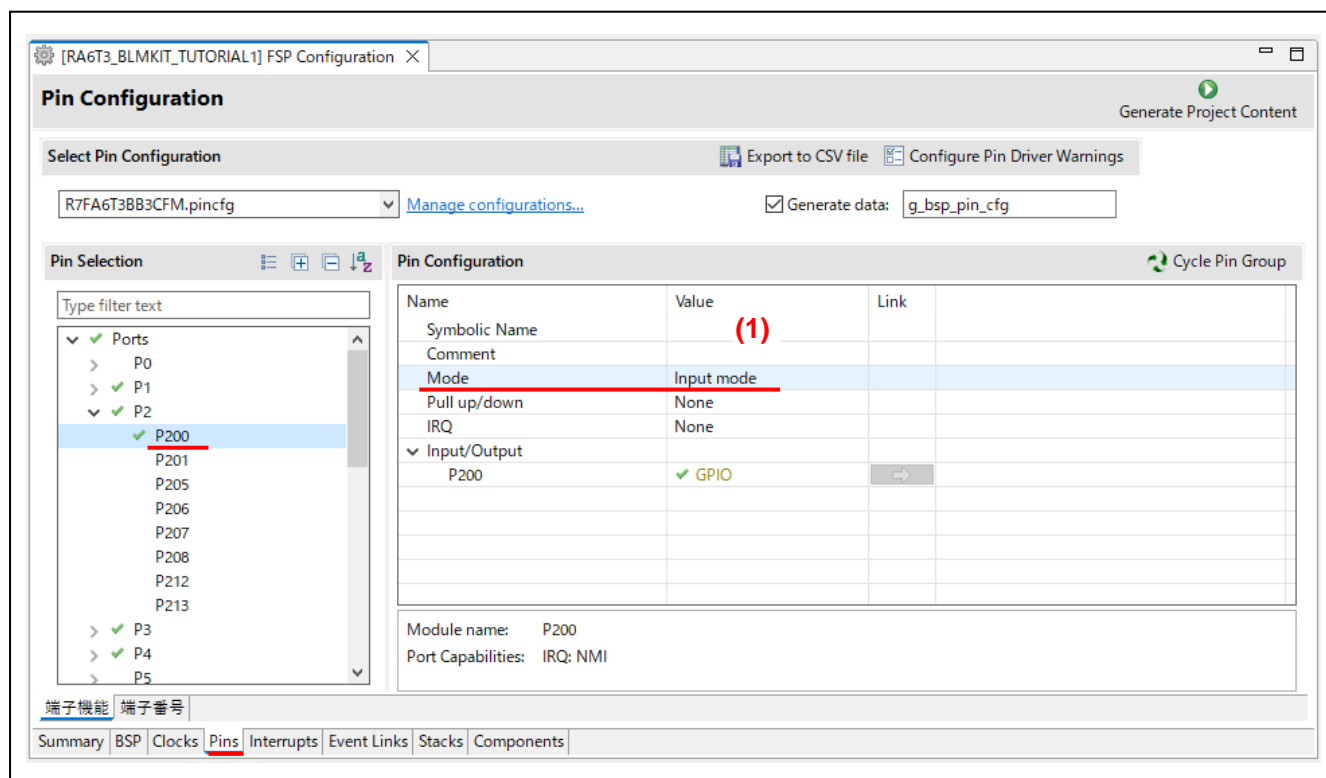 [RA6T3_BLMKIT_TUTORIAL1] FSP Configuration
Pin Configuration
Generate Project Content
Select Pin Configuration
Export to CSV file
Configure Pin Driver Warnings
R7FA6T3BB3CFM.pincfg
Manage configurations...
Generate data:
g_bsp_pin_cfg
Pin Selection
Type filter text
Ports
P0
P1
P2
P200
P201
P205
P206
P207
P208
P212
P213
P3
P4
P5
Pin Configuration
Cycle Pin Group
Name Value Link
Symbolic Name
(1)
Comment
Mode Input mode
Pull up/down None
IRQ None
Input/Output
P200 GPIO
Module name: P200
Port Capabilities: IRQ: NMI
端子機能 端子番号
Summary BSP Clocks Pins Interrupts Event Links Stacks Components